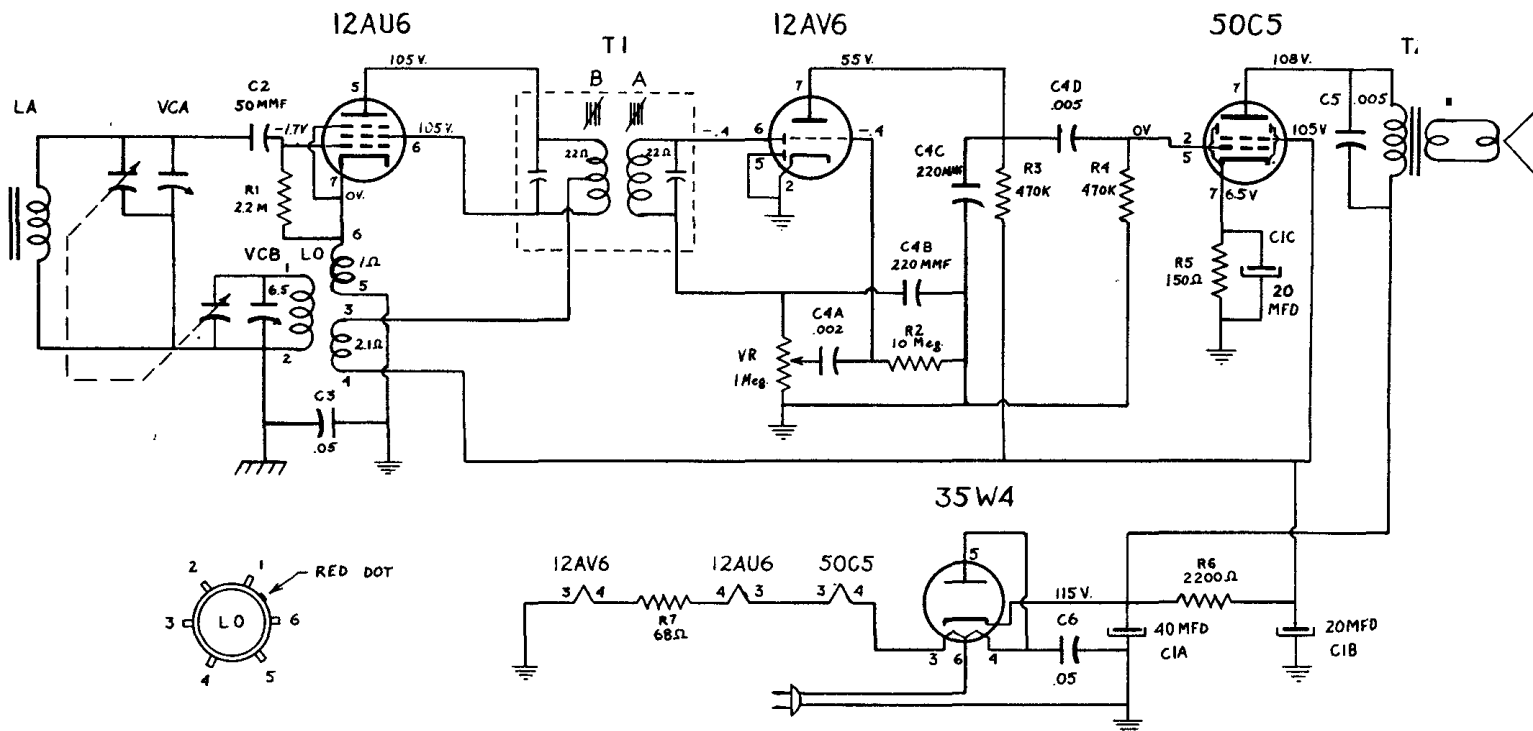 12AU6
12AV6
50C5
T1
LA
VCA
C2
50MMF
-1.7V
5
105V.
105V.
6
7
0V.
R1
2.2 M
6
B A
22Ω
22Ω
VCB
1
LO
1Ω
5
6.5
3
2.1Ω
4
2
C3
.05
7
55V.
-.4
6
5
2
-.4
C4D
.005
C4C
220MMF
R3
470K
R4
470K
C4B
220MMF
C4A
.002
R2
10 Meg.
VR
1 Meg.
0V
2
5
7
108V.
105V
7
6.5V
C5
.005
R5
150Ω
C1C
20
MFD
35W4
5
115V.
3
6
4
C6
.05
R6
2200Ω
40MFD
C1A
20MFD
C1B
12AV6
12AU6
50C5
3 4
R7
68Ω
4 3
3 4
RED DOT
LO
1
2
3
4
5
6